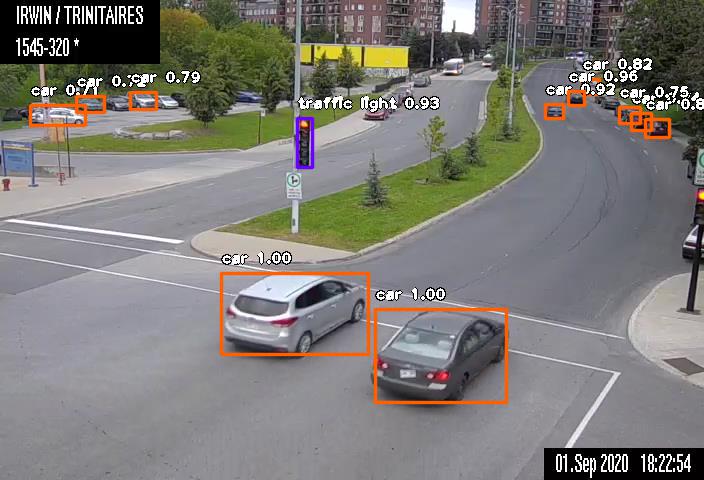 IRWIN / TRINITAIRES
1545-320 *
car 0.82
car 0.71
car 0.79
car 0.96
car 0.92
car 0.75
traffic light 0.93
car 1.00
car 1.00
01.Sep 2020 18:22:54